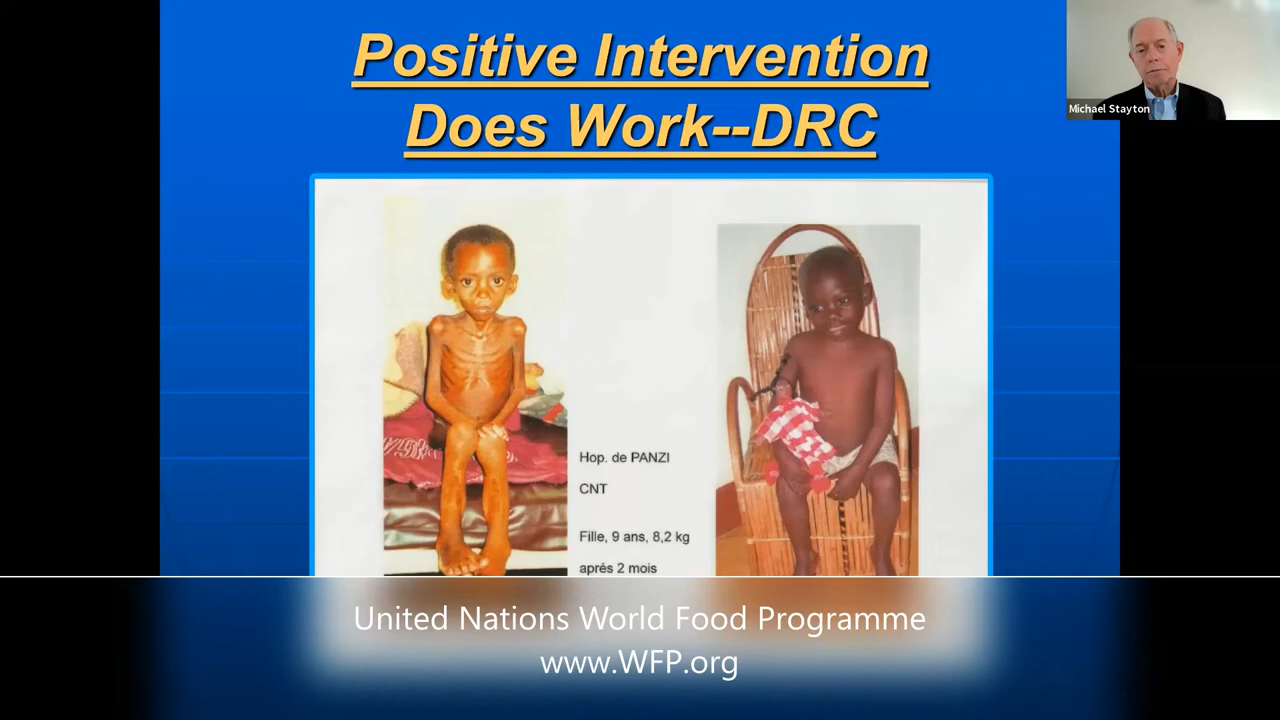 Positive Intervention
Does Work--DRC
Michael Stayton
Hop. de PANZI
CNT
Fille, 9 ans, 8,2 kg
aprés 2 mois
United Nations World Food Programme
www.WFP.org